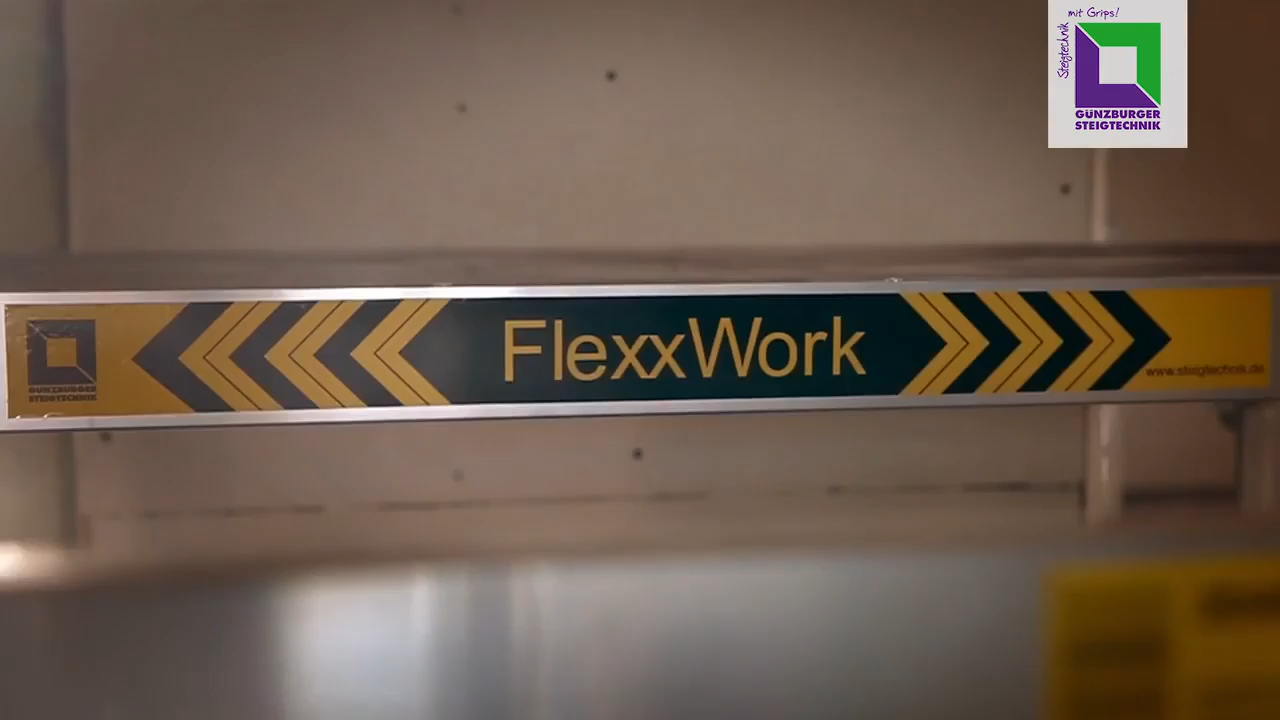 mit Grips!
Steigtechnik
GÜNZBURGER
STEIGTECHNIK
FlexxWork
GÜNZBURGER
STEIGTECHNIK
www.steigtechnik.de